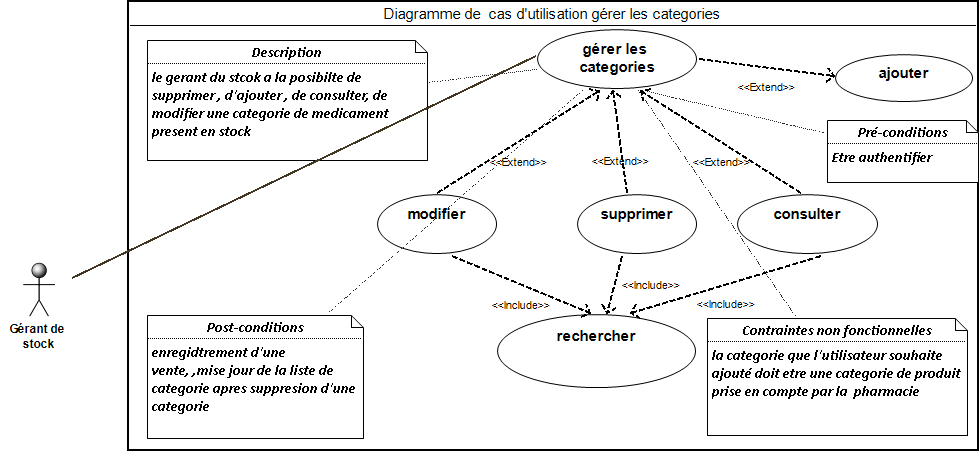 Diagramme de cas d'utilisation gérer les categories
Description
le gerant du stcok a la posibilte de
supprimer , d'ajouter , de consulter, de
modifier une categorie de medicament
present en stock
gérer les
categories
ajouter
<<Extend>>
Pré-conditions
Etre authentifier
<<Extend>>
<<Extend>>
<<Extend>>
modifier
supprimer
consulter
Gérant de
stock
<<Include>>
<<Include>>
<<Include>>
rechercher
Post-conditions
enregidtrement d'une
vente, ,mise jour de la liste de
categorie apres suppresion d'une
categorie
Contraintes non fonctionnelles
la categorie que l'utilisateur souhaite
ajouté doit etre une categorie de produit
prise en compte par la pharmacie